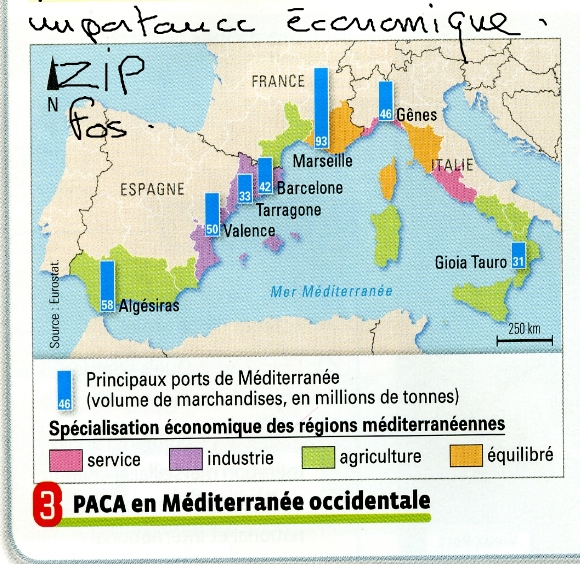 importance économique.
ZIP
Fos.
N
FRANCE
46
Gênes
93
Marseille
ITALIE
ESPAGNE
42
Barcelone
33
Tarragone
50
Valence
Gioia Tauro
31
Mer Méditerranée
58
Algésiras
Source : Eurostat.
250 km
46
Principaux ports de Méditerranée
(volume de marchandises, en millions de tonnes)
Spécialisation économique des régions méditerranéennes
service
industrie
agriculture
équilibré
3 PACA en Méditerranée occidentale